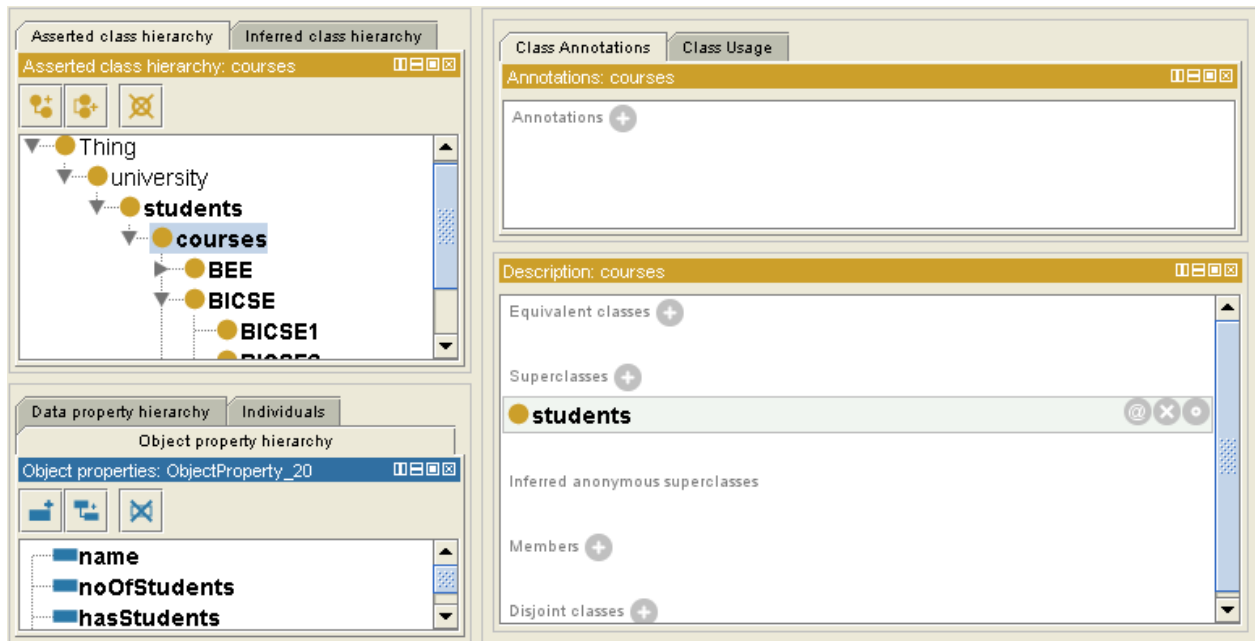 Asserted class hierarchy Inferred class hierarchy
Asserted class hierarchy: courses
Thing
university
students
courses
BEE
BICSE
BICSE1
Data property hierarchy Individuals
Object property hierarchy
Object properties: ObjectProperty_20
name
noOfStudents
hasStudents
Class Annotations Class Usage
Annotations: courses
Annotations
Description: courses
Equivalent classes
Superclasses
students
@
Inferred anonymous superclasses
Members
Disjoint classes